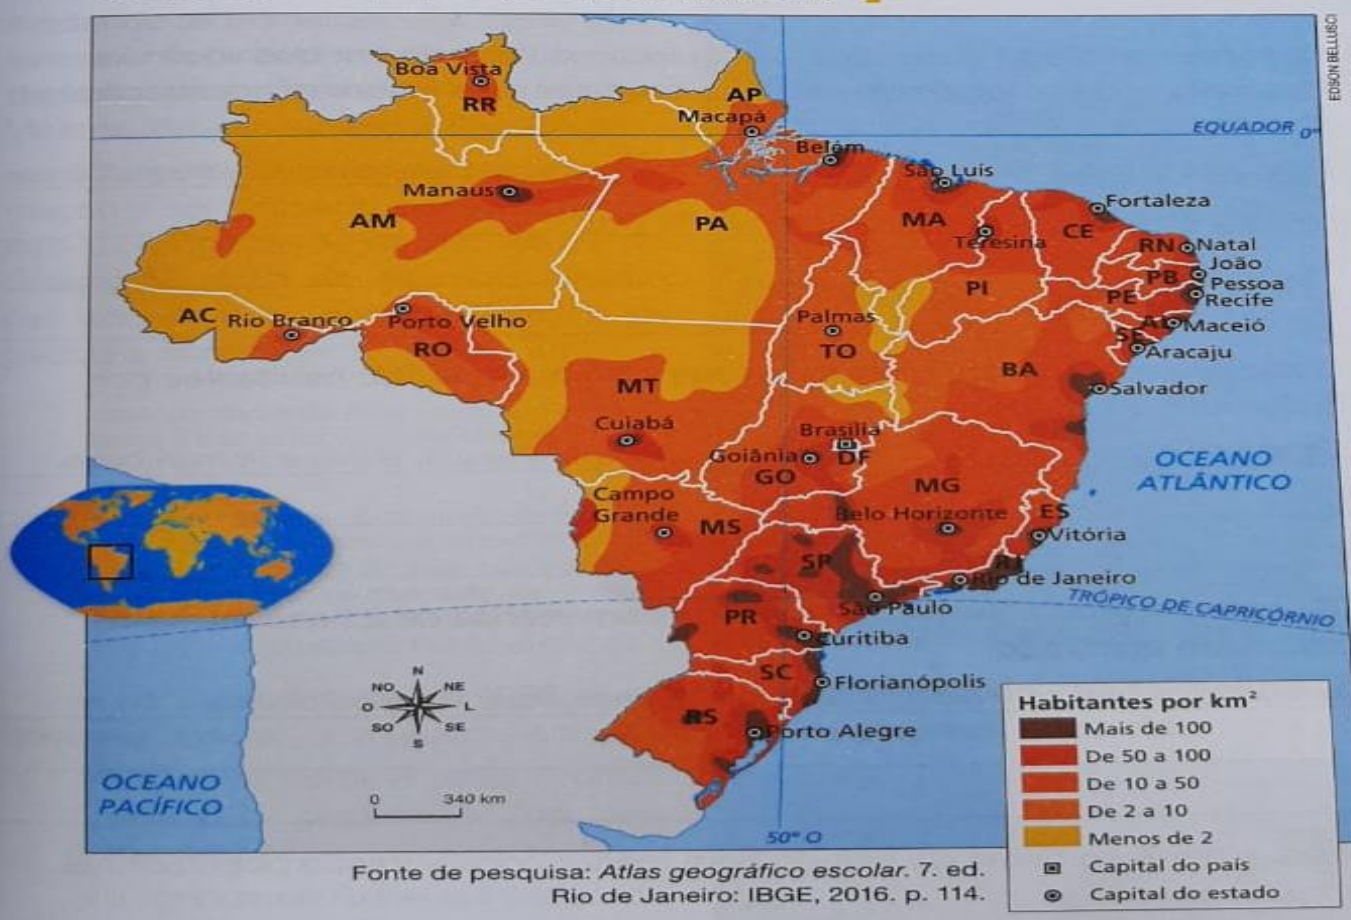 EDSON BELLUSCI
Boa Vista
RR
AP
Macapá
EQUADOR 0°
Belém
São Luís
Manaus
Fortaleza
AM
PA
MA
Teresina
CE
RN
Natal
João
Pessoa
PB
PI
PE
Recife
AC
Rio Branco
Porto Velho
Palmas
AL
Maceió
SE
RO
TO
Aracaju
BA
MT
Salvador
Cuiabá
Brasília
Goiânia
DF
OCEANO
ATLÂNTICO
GO
MG
Campo
Grande
MS
Belo Horizonte
ES
Vitória
SP
RJ
Rio de Janeiro
São Paulo
TRÓPICO DE CAPRICÓRNIO
PR
Curitiba
SC
Florianópolis
N
NO
NE
O
L
SO
SE
S
RS
Porto Alegre
OCEANO
PACÍFICO
0 340 km
50° O
Habitantes por km²
Mais de 100
De 50 a 100
De 10 a 50
De 2 a 10
Menos de 2
Capital do país
Capital do estado
Fonte de pesquisa: Atlas geográfico escolar. 7. ed.
Rio de Janeiro: IBGE, 2016. p. 114.